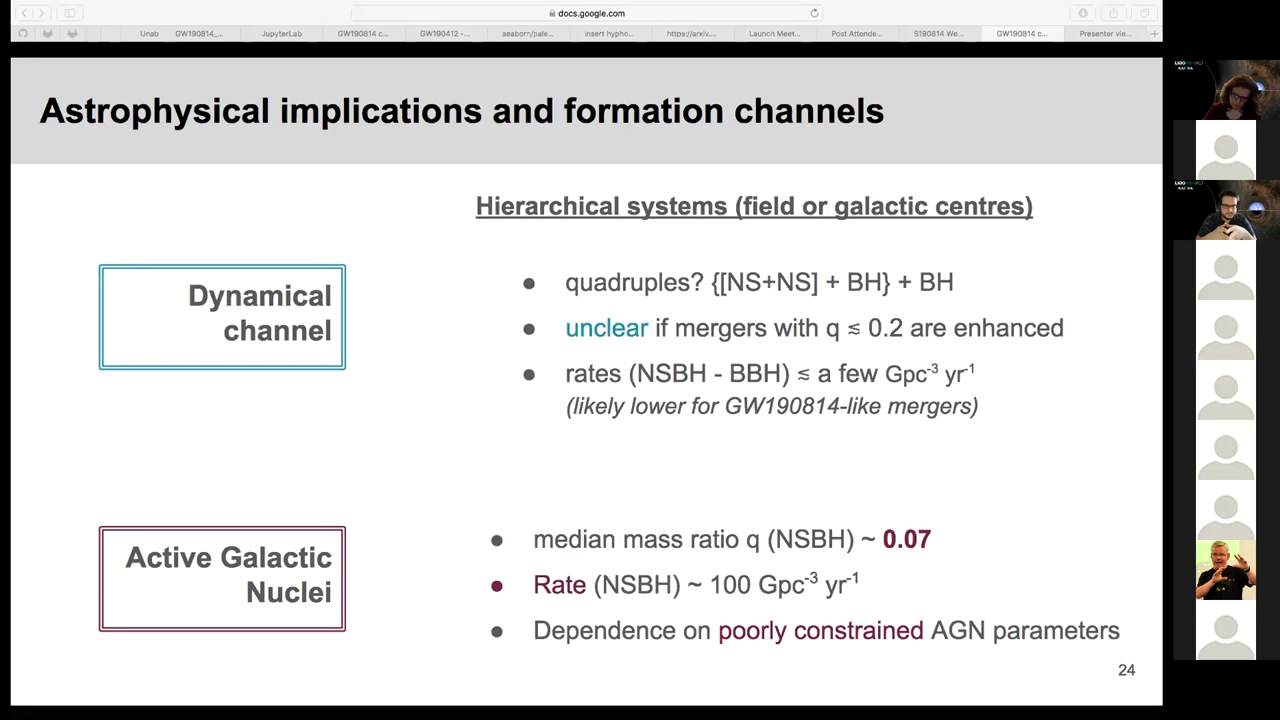 docs.google.com
Unab
GW190814_...
JupyterLab
GW190814 c...
GW190412 -...
seaborn/pale...
insert hypho...
https://arxiv....
Launch Meet...
Post Attende...
S190814 We...
GW190814 c...
Presenter vie...
Astrophysical implications and formation channels
Hierarchical systems (field or galactic centres)
Dynamical
channel
● quadruples? {[NS+NS] + BH} + BH
● unclear if mergers with q ≲ 0.2 are enhanced
● rates (NSBH - BBH) ≲ a few Gpc⁻³ yr⁻¹
(likely lower for GW190814-like mergers)
Active Galactic
Nuclei
● median mass ratio q (NSBH) ~ 0.07
● Rate (NSBH) ~ 100 Gpc⁻³ yr⁻¹
● Dependence on poorly constrained AGN parameters
24